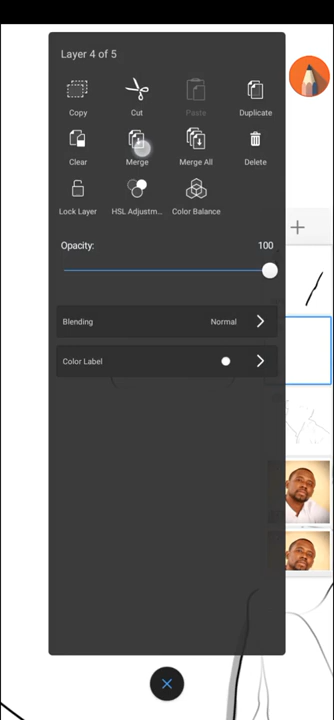 Layer 4 of 5
Copy Cut Paste Duplicate
Clear Merge Merge All Delete
Lock Layer HSL Adjustm... Color Balance
Opacity: 100
Blending Normal
Color Label